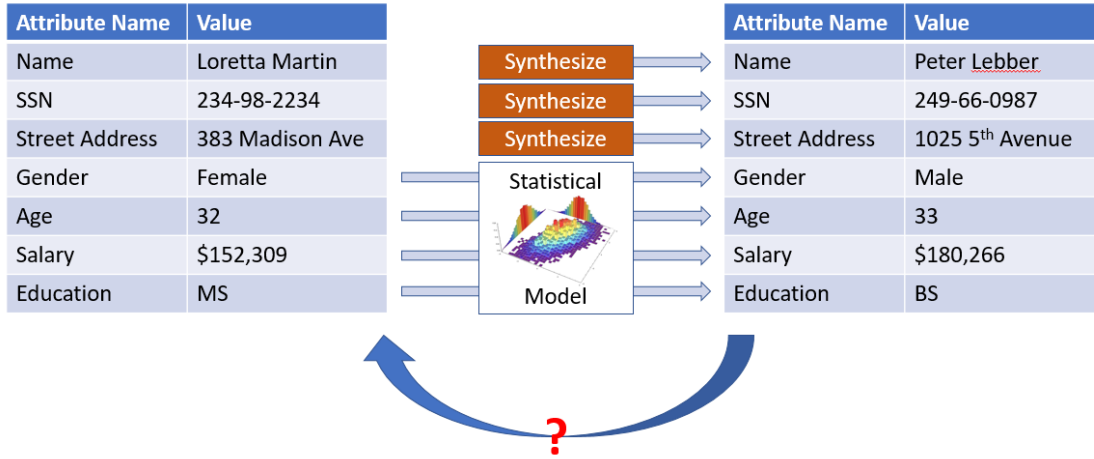 Attribute Name Value
Name Loretta Martin
SSN 234-98-2234
Street Address 383 Madison Ave
Gender Female
Age 32
Salary $152,309
Education MS
Synthesize
Synthesize
Synthesize
Statistical
Model
Attribute Name Value
Name Peter Lebber
SSN 249-66-0987
Street Address 1025 5th Avenue
Gender Male
Age 33
Salary $180,266
Education BS
?